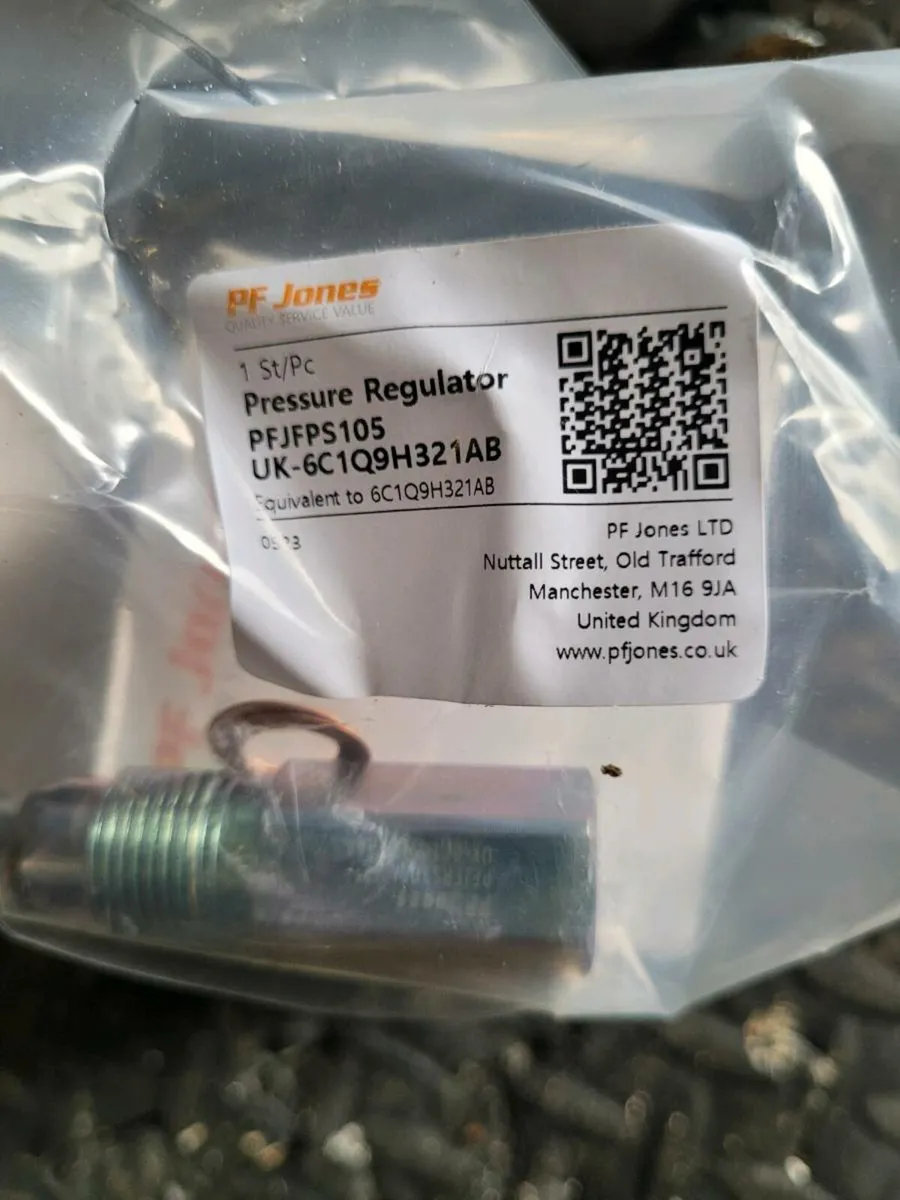 PF Jones
QUALITY SERVICE VALUE
1 St/Pc
Pressure Regulator
PFJFPS105
UK-6C1Q9H321AB
Equivalent to 6C1Q9H321AB
PF Jones LTD
Nuttall Street, Old Trafford
Manchester, M16 9JA
United Kingdom
www.pfjones.co.uk